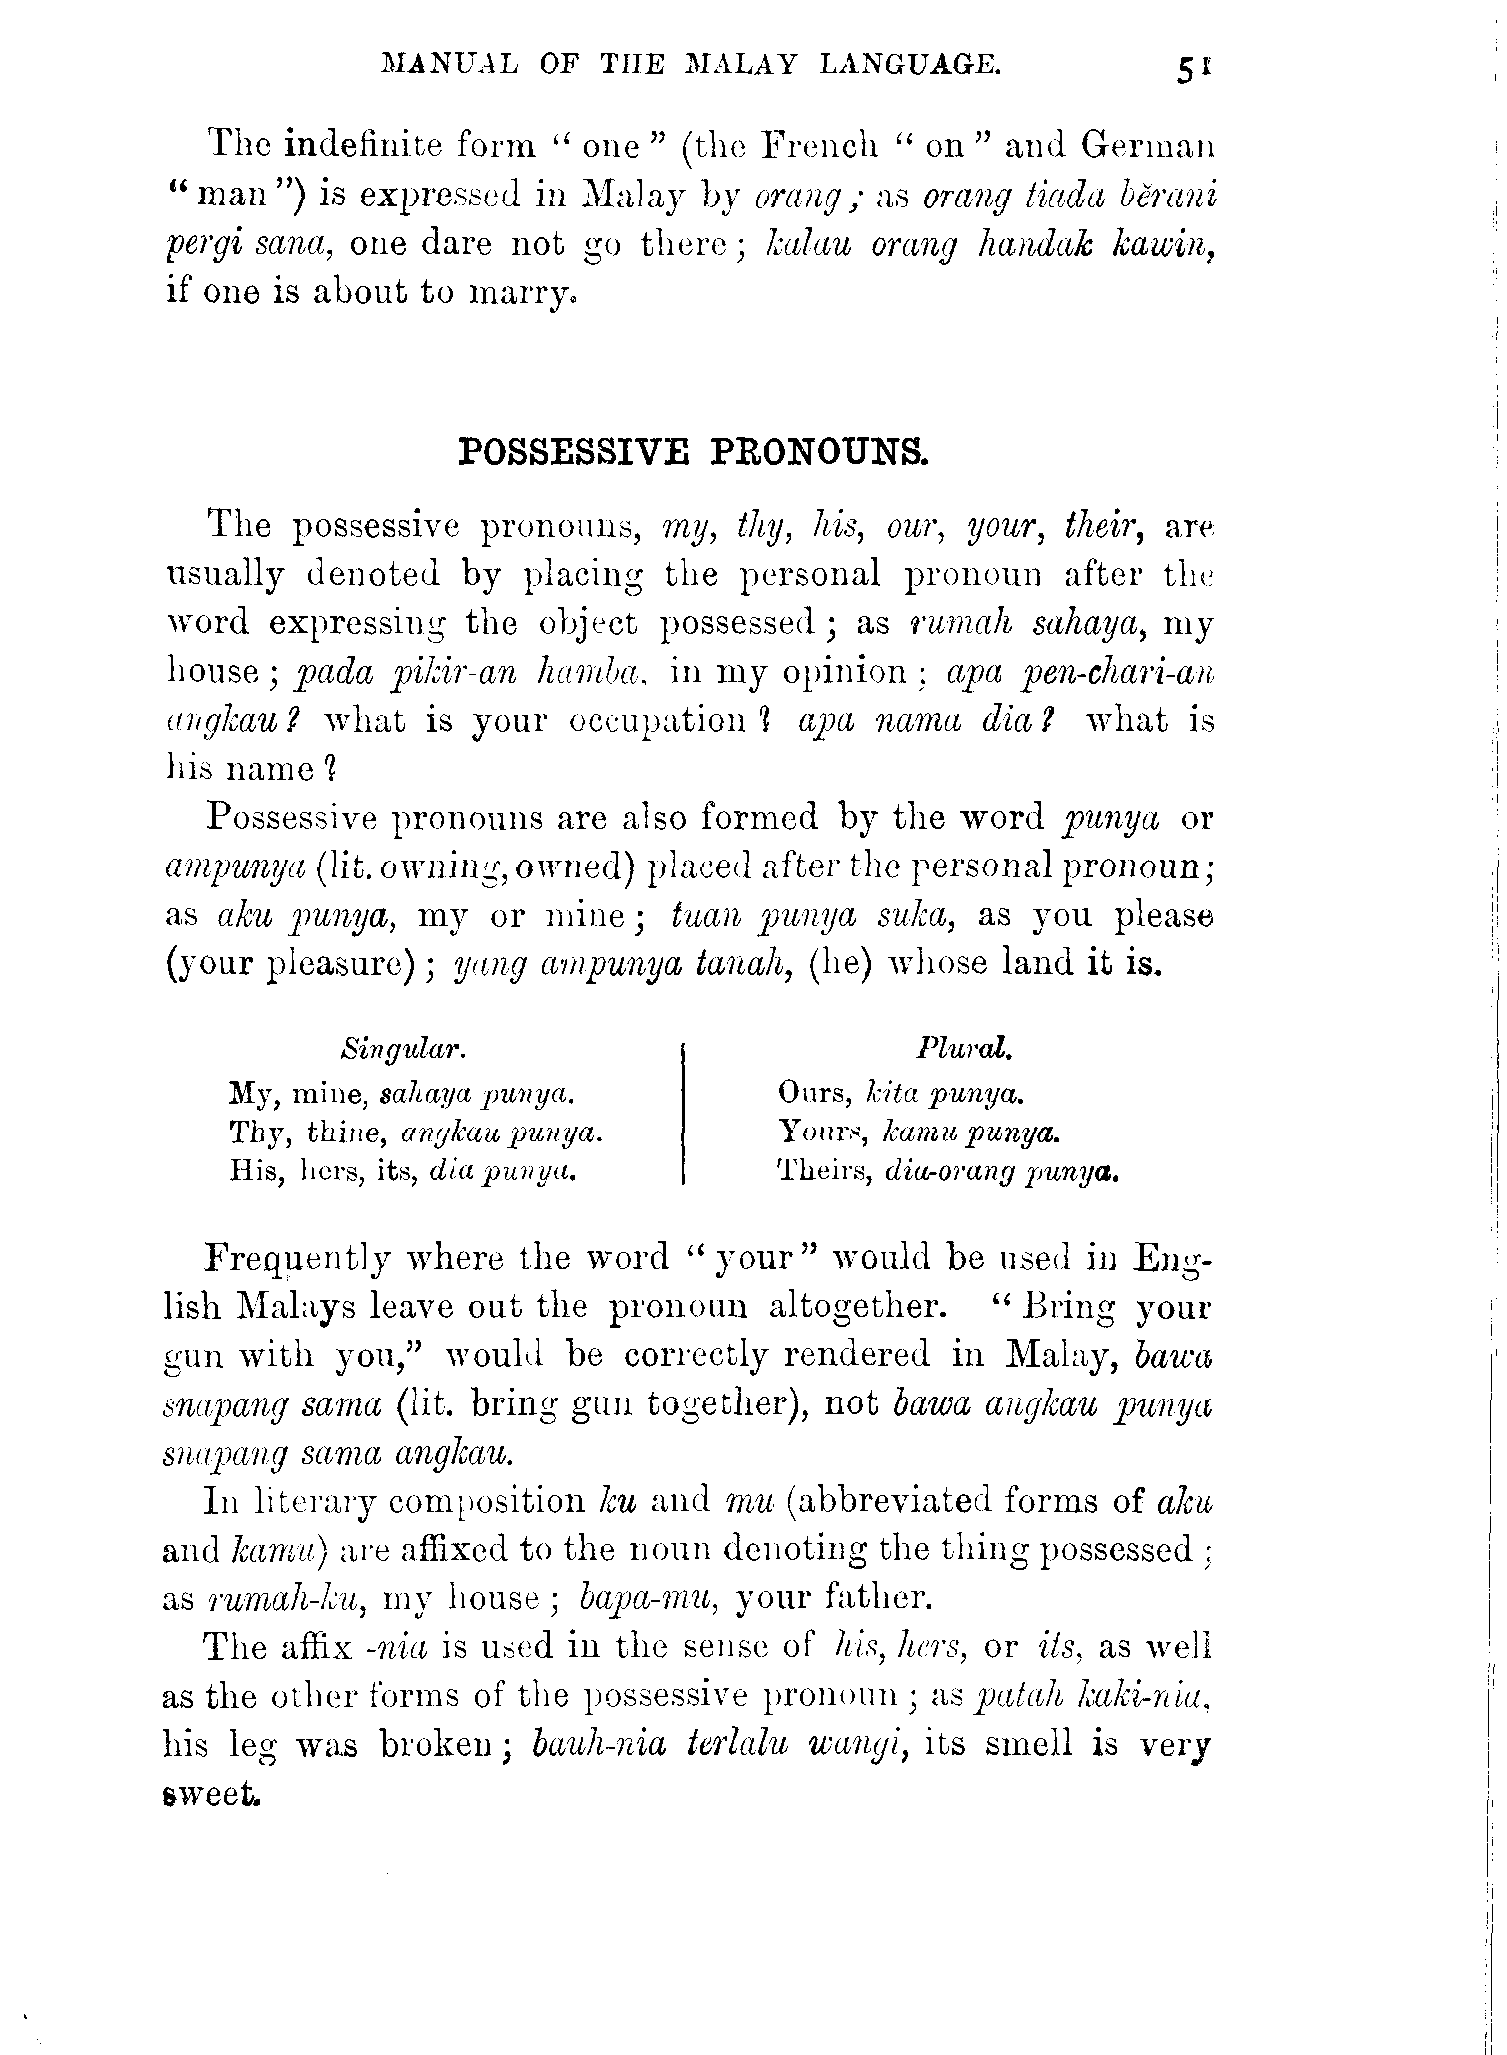 MANUAL OF THE MALAY LANGUAGE. 51
The indefinite form “ one ” (the French “ on ” and German
“ man ”) is expressed in Malay by orang ; as orang tiada bĕrani
pergi sana, one dare not go there ; kalau orang handak kawin,
if one is about to marry.
POSSESSIVE PRONOUNS.
The possessive pronouns, my, thy, his, our, your, their, are
usually denoted by placing the personal pronoun after the
word expressing the object possessed ; as rumah sahaya, my
house ; pada pikir-an hamba, in my opinion ; apa pen-chari-an
angkau ? what is your occupation ? apa nama dia ? what is
his name ?
Possessive pronouns are also formed by the word punya or
ampunya (lit. owning, owned) placed after the personal pronoun ;
as aku punya, my or mine ; tuan punya suka, as you please
(your pleasure) ; yang ampunya tanah, (he) whose land it is.
Singular.
My, mine, sahaya punya.
Thy, thine, angkau punya.
His, hers, its, dia punya.
Plural.
Ours, kita punya.
Yours, kamu punya.
Theirs, dia-orang punya.
Frequently where the word “ your ” would be used in Eng-
lish Malays leave out the pronoun altogether. “ Bring your
gun with you,” would be correctly rendered in Malay, bawa
snapang sama (lit. bring gun together), not bawa angkau punya
snapang sama angkau.
In literary composition ku and mu (abbreviated forms of aku
and kamu) are affixed to the noun denoting the thing possessed ;
as rumah-ku, my house ; bapa-mu, your father.
The affix -nia is used in the sense of his, hers, or its, as well
as the other forms of the possessive pronoun ; as patah kaki-nia,
his leg was broken ; bauh-nia terlalu wangi, its smell is very
sweet.